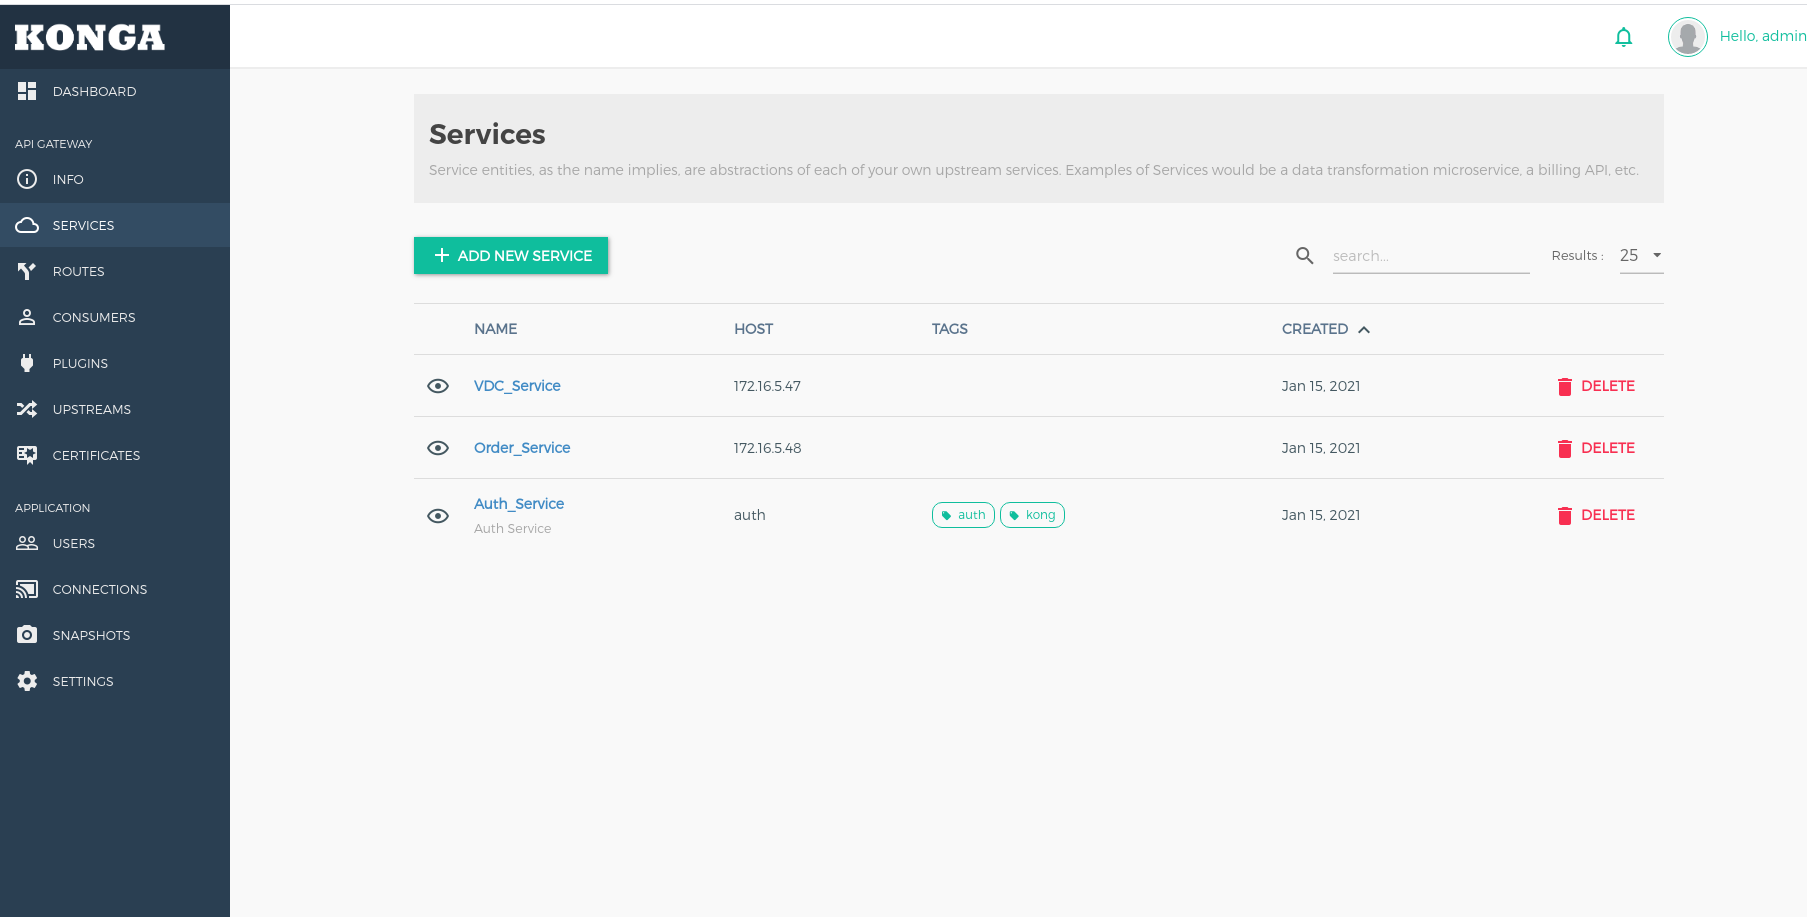 KONGA
Hello, admin
DASHBOARD
API GATEWAY
INFO
SERVICES
ROUTES
CONSUMERS
PLUGINS
UPSTREAMS
CERTIFICATES
APPLICATION
USERS
CONNECTIONS
SNAPSHOTS
SETTINGS
Services
Service entities, as the name implies, are abstractions of each of your own upstream services. Examples of Services would be a data transformation microservice, a billing API, etc.
ADD NEW SERVICE
search...
Results :
25
NAME HOST TAGS CREATED
VDC_Service 172.16.5.47 Jan 15, 2021 DELETE
Order_Service 172.16.5.48 Jan 15, 2021 DELETE
Auth_Service auth auth kong Jan 15, 2021 DELETE
Auth Service